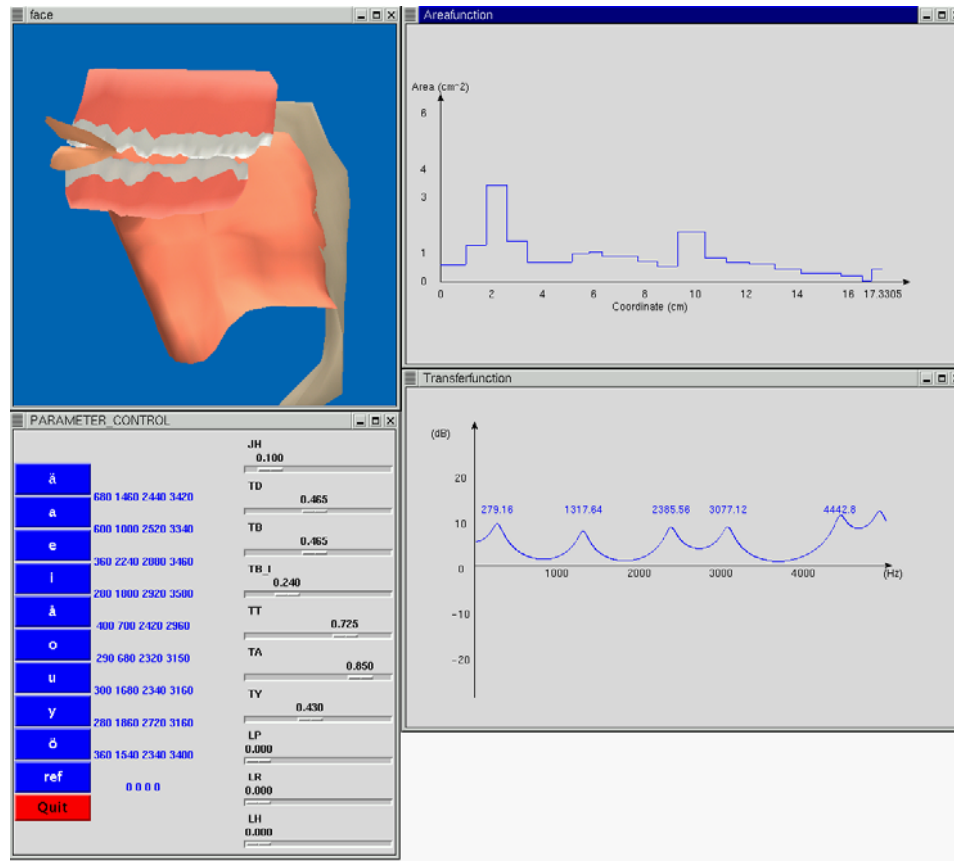 face
Areafunction
Area (cm^2)
6
4
3
1
0
0 2 4 6 8 10 12 14 16 17.3305
Coordinate (cm)
Transferfunction
(dB)
20
10
0
-10
-20
279.16 1317.64 2385.56 3077.12 4442.8
1000 2000 3000 4000 (Hz)
PARAMETER_CONTROL
ä
680 1460 2440 3420
a
600 1000 2520 3340
e
360 2240 2800 3460
i
280 1800 2920 3500
å
400 700 2420 2960
o
290 680 2320 3150
u
300 1680 2340 3160
y
280 1860 2720 3160
ö
360 1540 2340 3400
ref
0 0 0 0
Quit
JH
0.100
TD
0.465
TB
0.465
TB_I
0.240
TT
0.725
TA
0.850
TY
0.430
LP
0.000
LR
0.000
LH
0.000